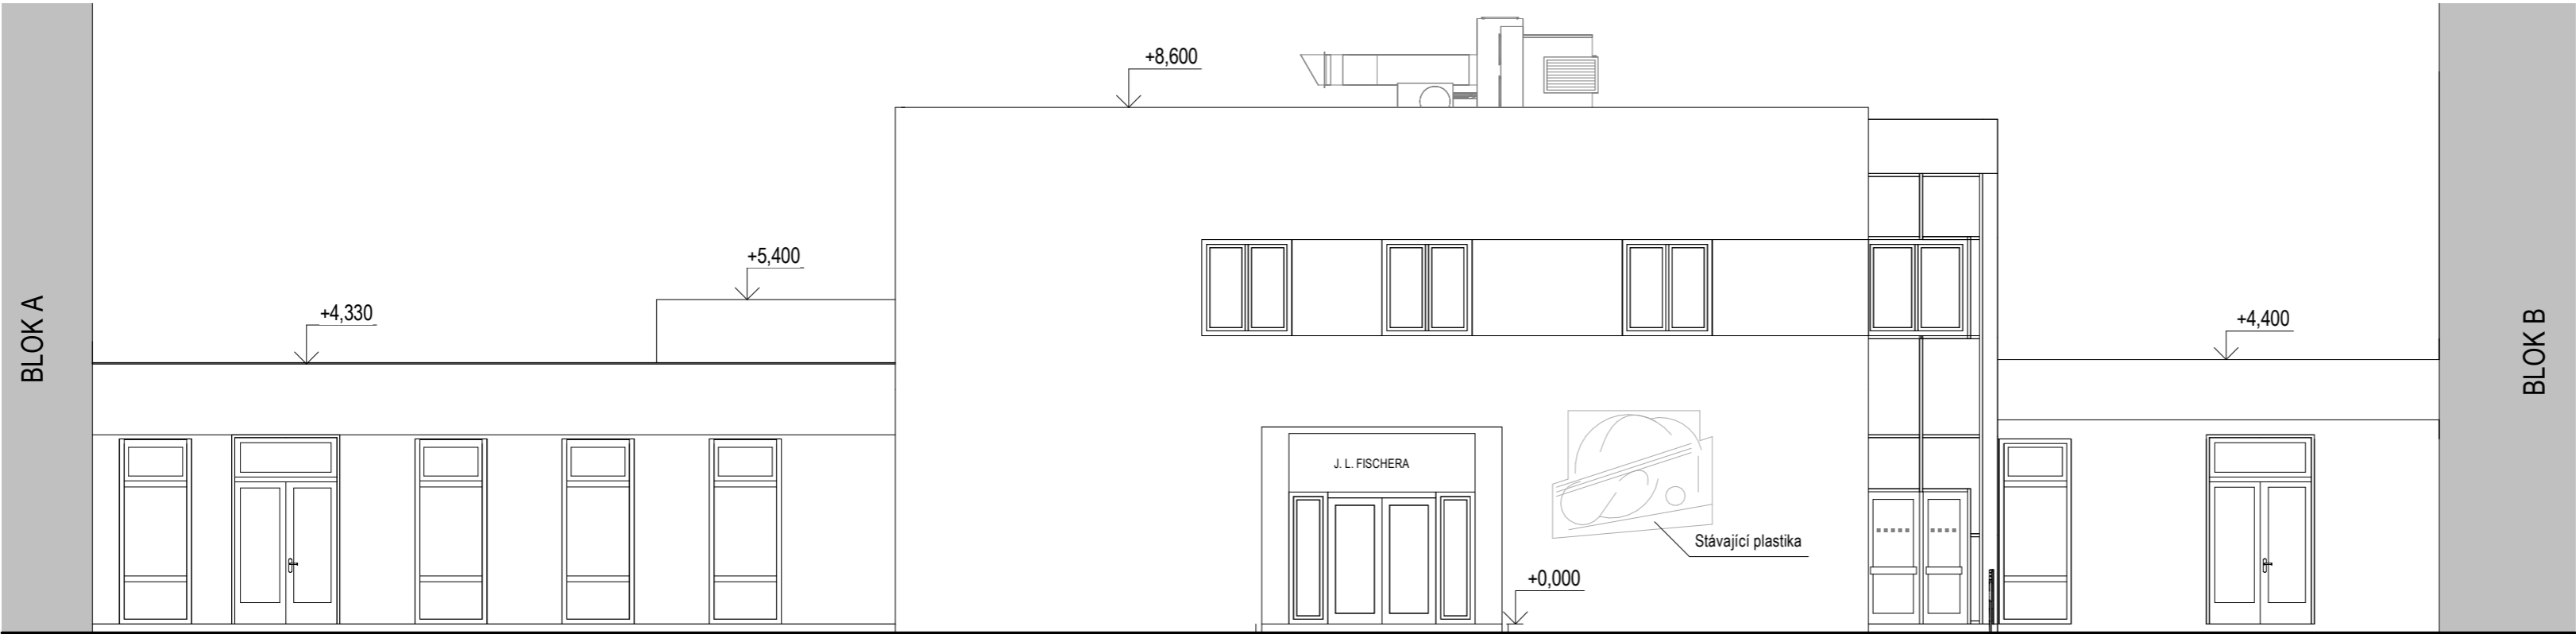 +8,600
+5,400
+4,330
+4,400
BLOK A
BLOK B
J. L. FISCHERA
Stávající plastika
+0,000